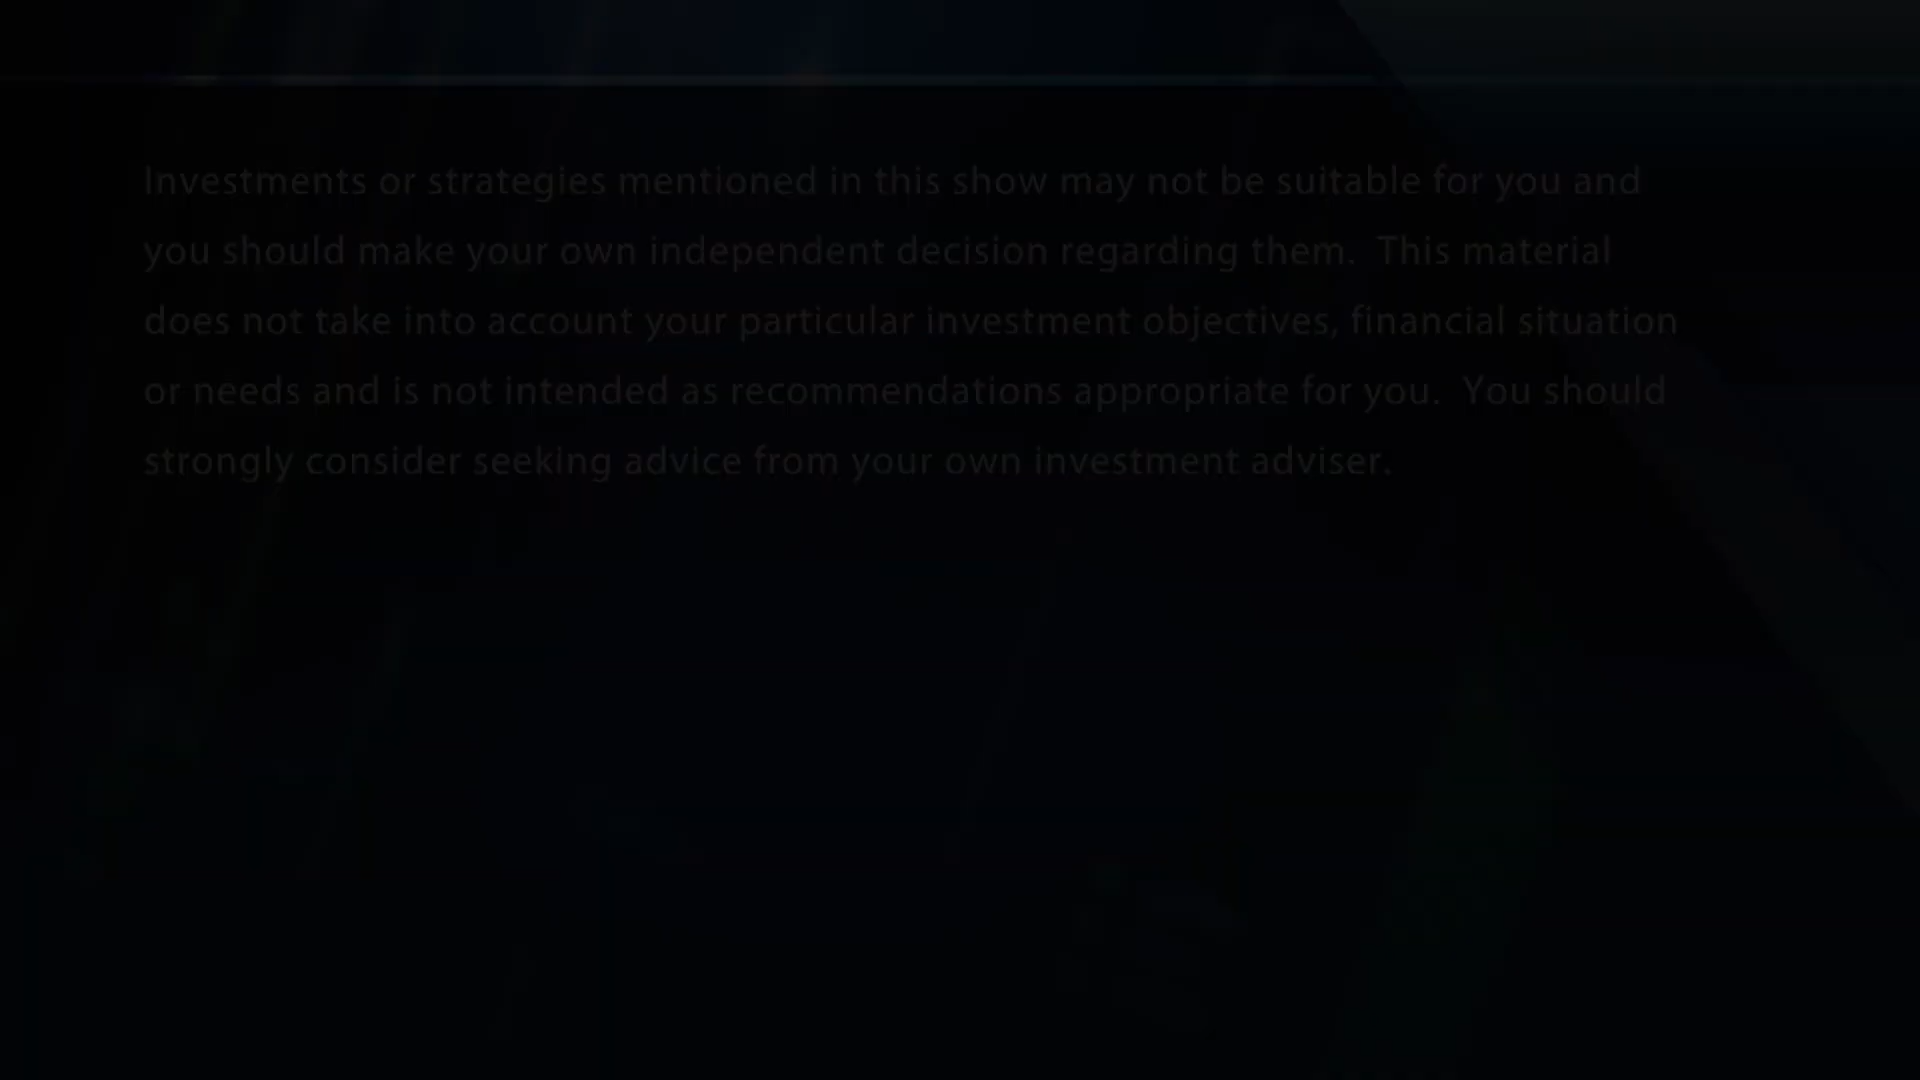 Investments or strategies mentioned in this show may not be suitable for you and
you should make your own independent decision regarding them.  This material
does not take into account your particular investment objectives, financial situation
or needs and is not intended as recommendations appropriate for you.  You should
strongly consider seeking advice from your own investment adviser.